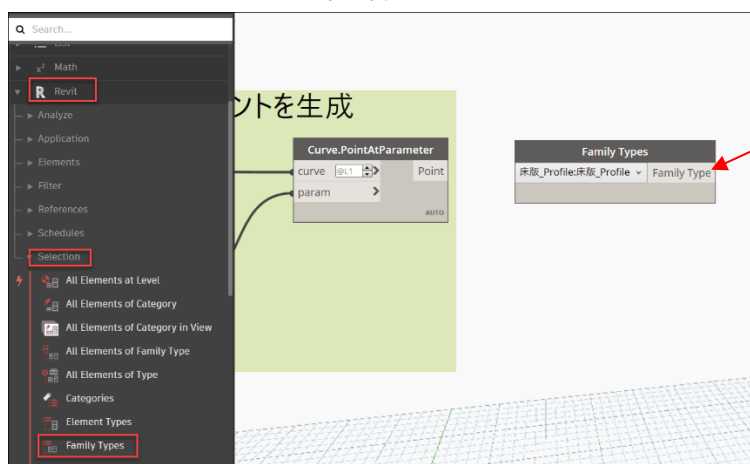 Search...
List
Math
Revit
Analyze
Application
Elements
Filter
References
Schedules
Selection
All Elements at Level
All Elements of Category
All Elements of Category in View
All Elements of Family Type
All Elements of Type
Categories
Element Types
Family Types
ントを生成
Curve.PointAtParameter
curve @L1 > Point
param >
AUTO
Family Types
床版_Profile:床版_Profile Family Type